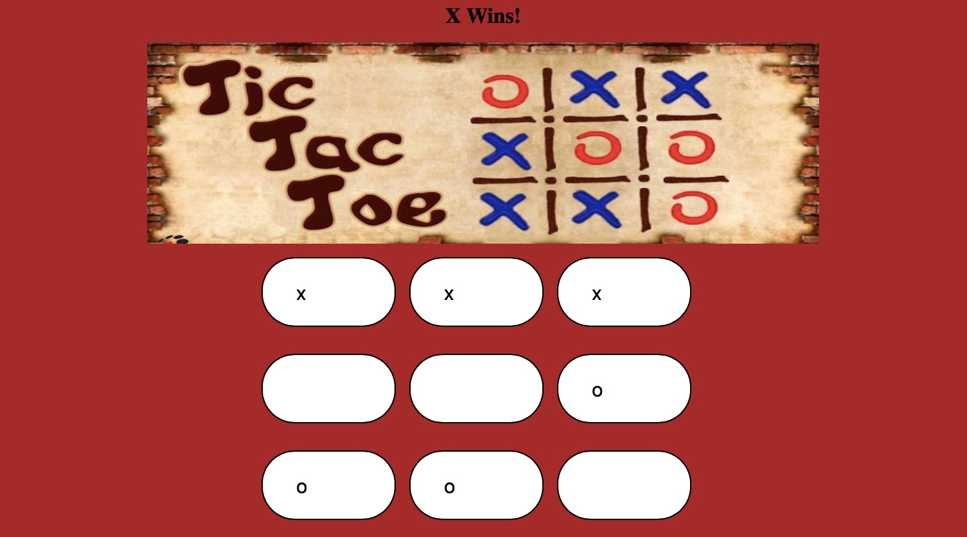 X Wins!
Tic
Tac
Toe
O X X
X O O
X X O
x x x
o
o o